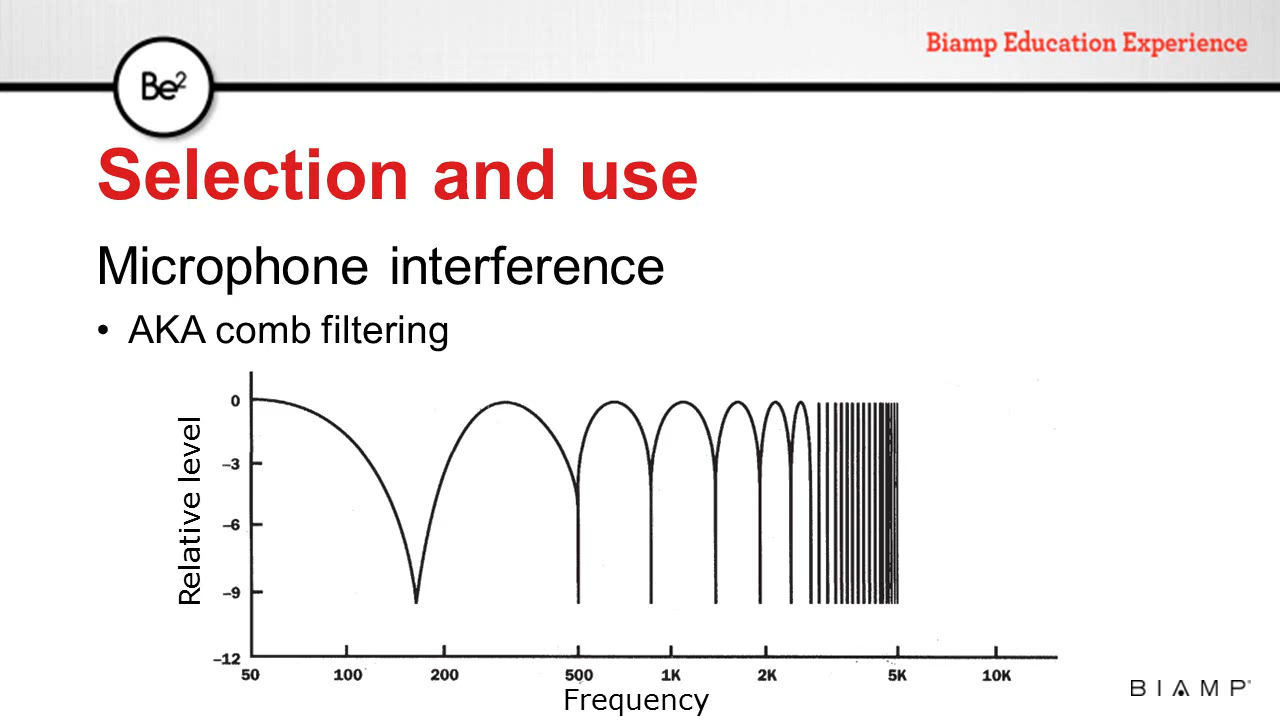 Biamp Education Experience
Be²
Selection and use
Microphone interference
• AKA comb filtering
Relative level
0
–3
–6
–9
–12
50 100 200 500 1K 2K 5K 10K
Frequency
BIAMP®